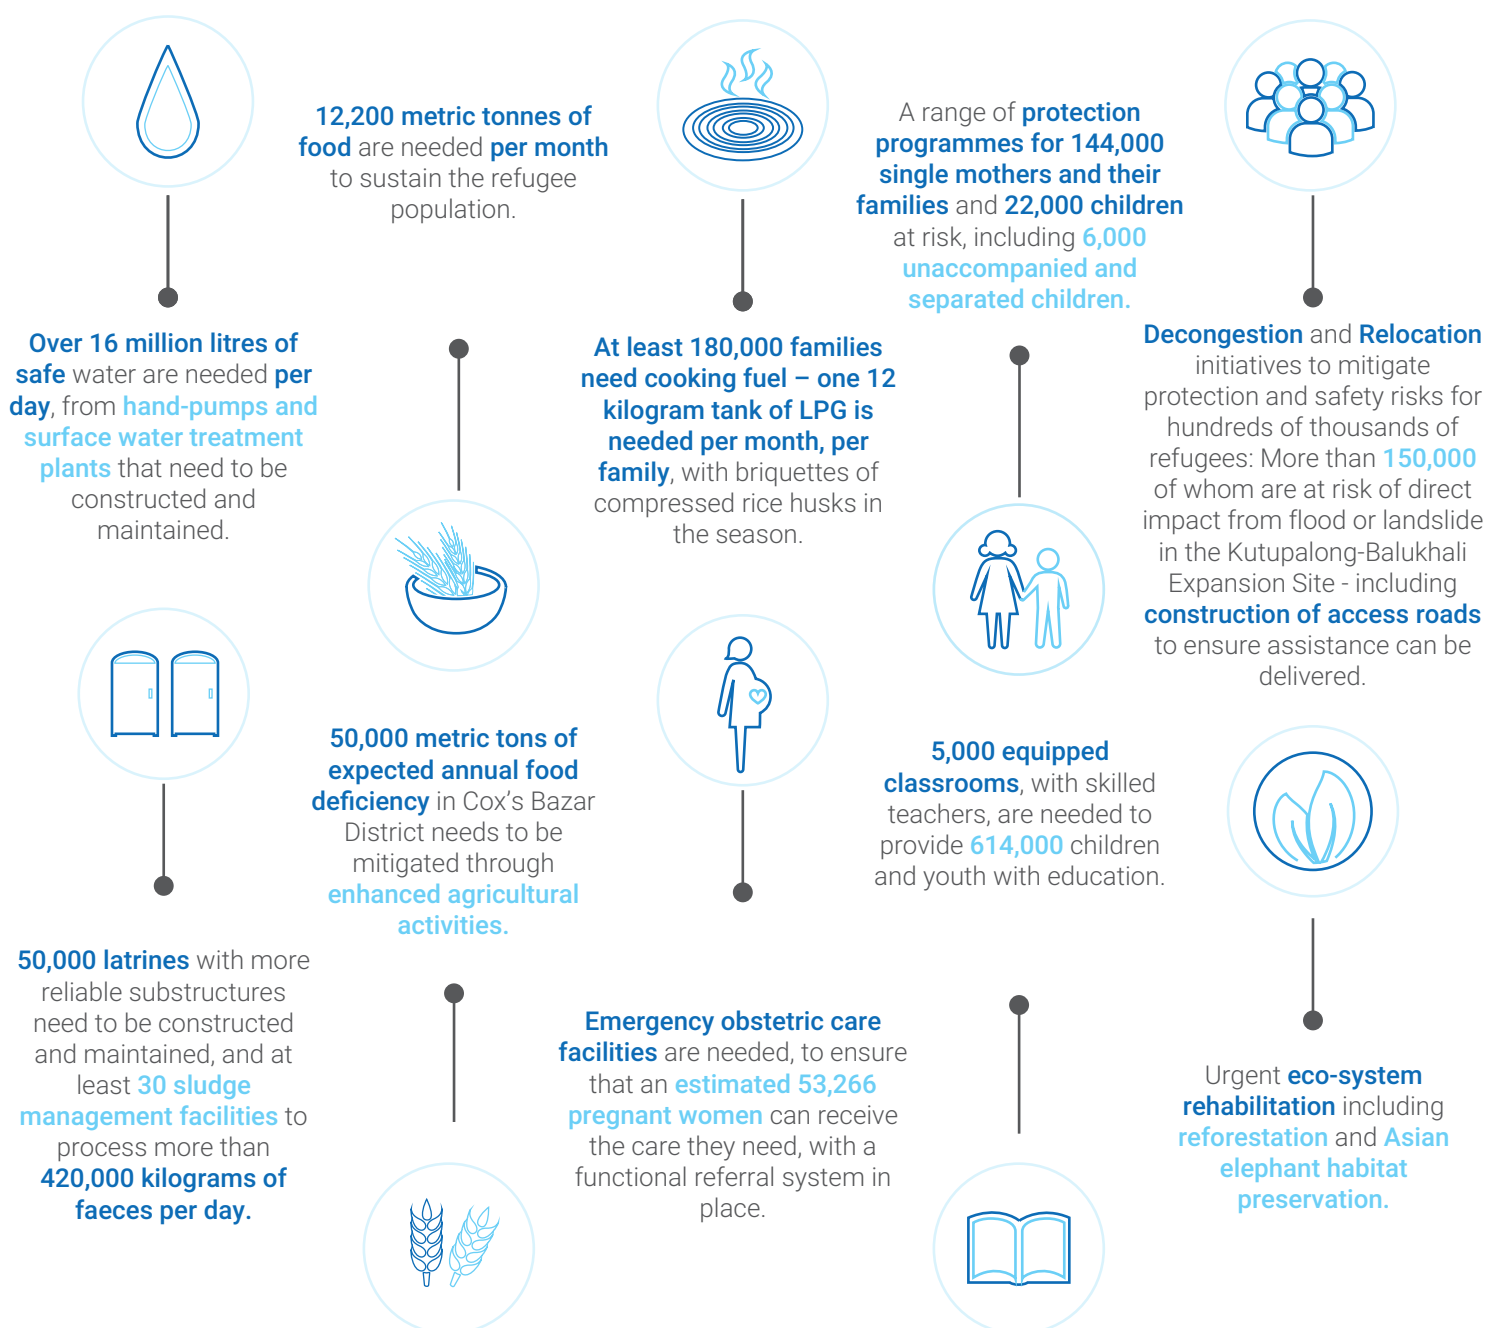 Over 16 million litres of
safe water are needed per
day, from hand-pumps and
surface water treatment
plants that need to be
constructed and
maintained.
50,000 latrines with more
reliable substructures
need to be constructed
and maintained, and at
least 30 sludge
management facilities to
process more than
420,000 kilograms of
faeces per day.
12,200 metric tonnes of
food are needed per month
to sustain the refugee
population.
50,000 metric tons of
expected annual food
deficiency in Cox's Bazar
District needs to be
mitigated through
enhanced agricultural
activities.
At least 180,000 families
need cooking fuel – one 12
kilogram tank of LPG is
needed per month, per
family, with briquettes of
compressed rice husks in
the season.
Emergency obstetric care
facilities are needed, to ensure
that an estimated 53,266
pregnant women can receive
the care they need, with a
functional referral system in
place.
A range of protection
programmes for 144,000
single mothers and their
families and 22,000 children
at risk, including 6,000
unaccompanied and
separated children.
5,000 equipped
classrooms, with skilled
teachers, are needed to
provide 614,000 children
and youth with education.
Decongestion and Relocation
initiatives to mitigate
protection and safety risks for
hundreds of thousands of
refugees: More than 150,000
of whom are at risk of direct
impact from flood or landslide
in the Kutupalong-Balukhali
Expansion Site - including
construction of access roads
to ensure assistance can be
delivered.
Urgent eco-system
rehabilitation including
reforestation and Asian
elephant habitat
preservation.